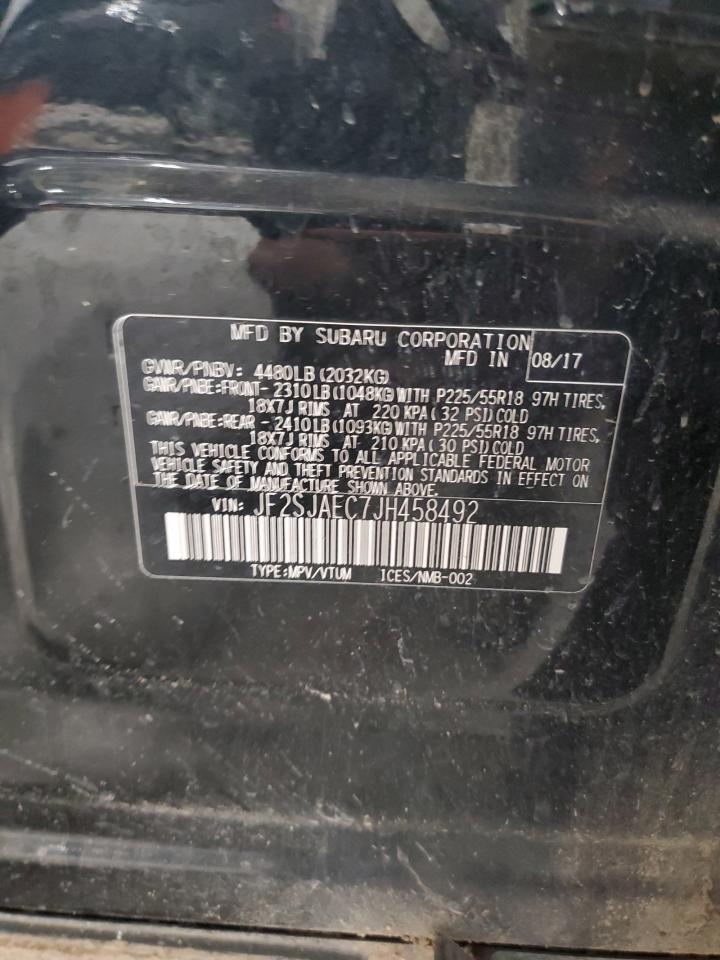 MFD BY SUBARU CORPORATION
MFD IN 08/17
GVWR/PNBV: 4480LB(2032KG)
GAWR/PNBE:FRONT- 2310LB(1048KG)WITH P225/55R18 97H TIRES,
18X7J RIMS AT 220 KPA(32 PSI)COLD
GAWR/PNBE:REAR - 2410LB(1093KG)WITH P225/55R18 97H TIRES,
18X7J RIMS AT 210 KPA(30 PSI)COLD
THIS VEHICLE CONFORMS TO ALL APPLICABLE FEDERAL MOTOR
VEHICLE SAFETY AND THEFT PREVENTION STANDARDS IN EFFECT ON
THE DATE OF MANUFACTURE SHOWN ABOVE.
VIN: JF2SJAEC7JH458492
TYPE:MPV/VTUM ICES/NMB-002